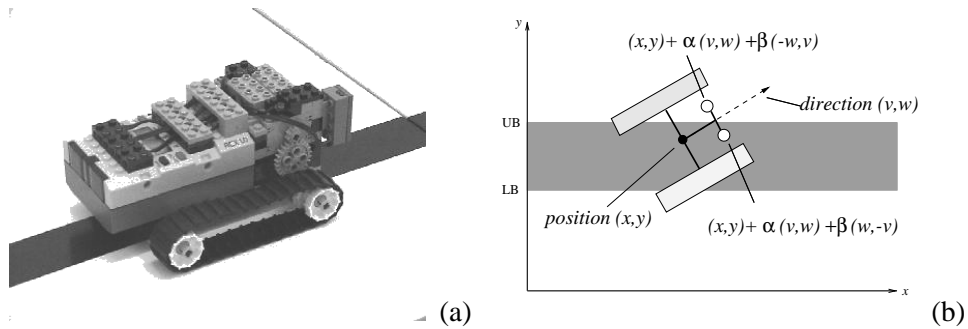 y
(x,y)+ α(v,w)+β(-w,v)
direction (v,w)
UB
LB
position (x,y)
(x,y)+ α(v,w)+β(w,-v)
x
(a)
(b)